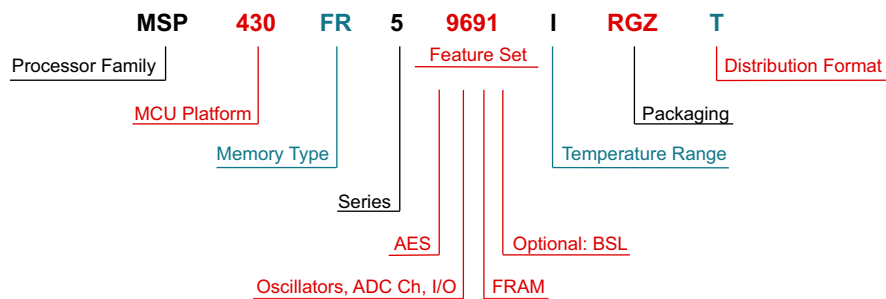 MSP 430 FR 5 9691 I RGZ T
Processor Family Feature Set Distribution Format
MCU Platform Packaging
Memory Type Temperature Range
Series
AES Optional: BSL
Oscillators, ADC Ch, I/O FRAM